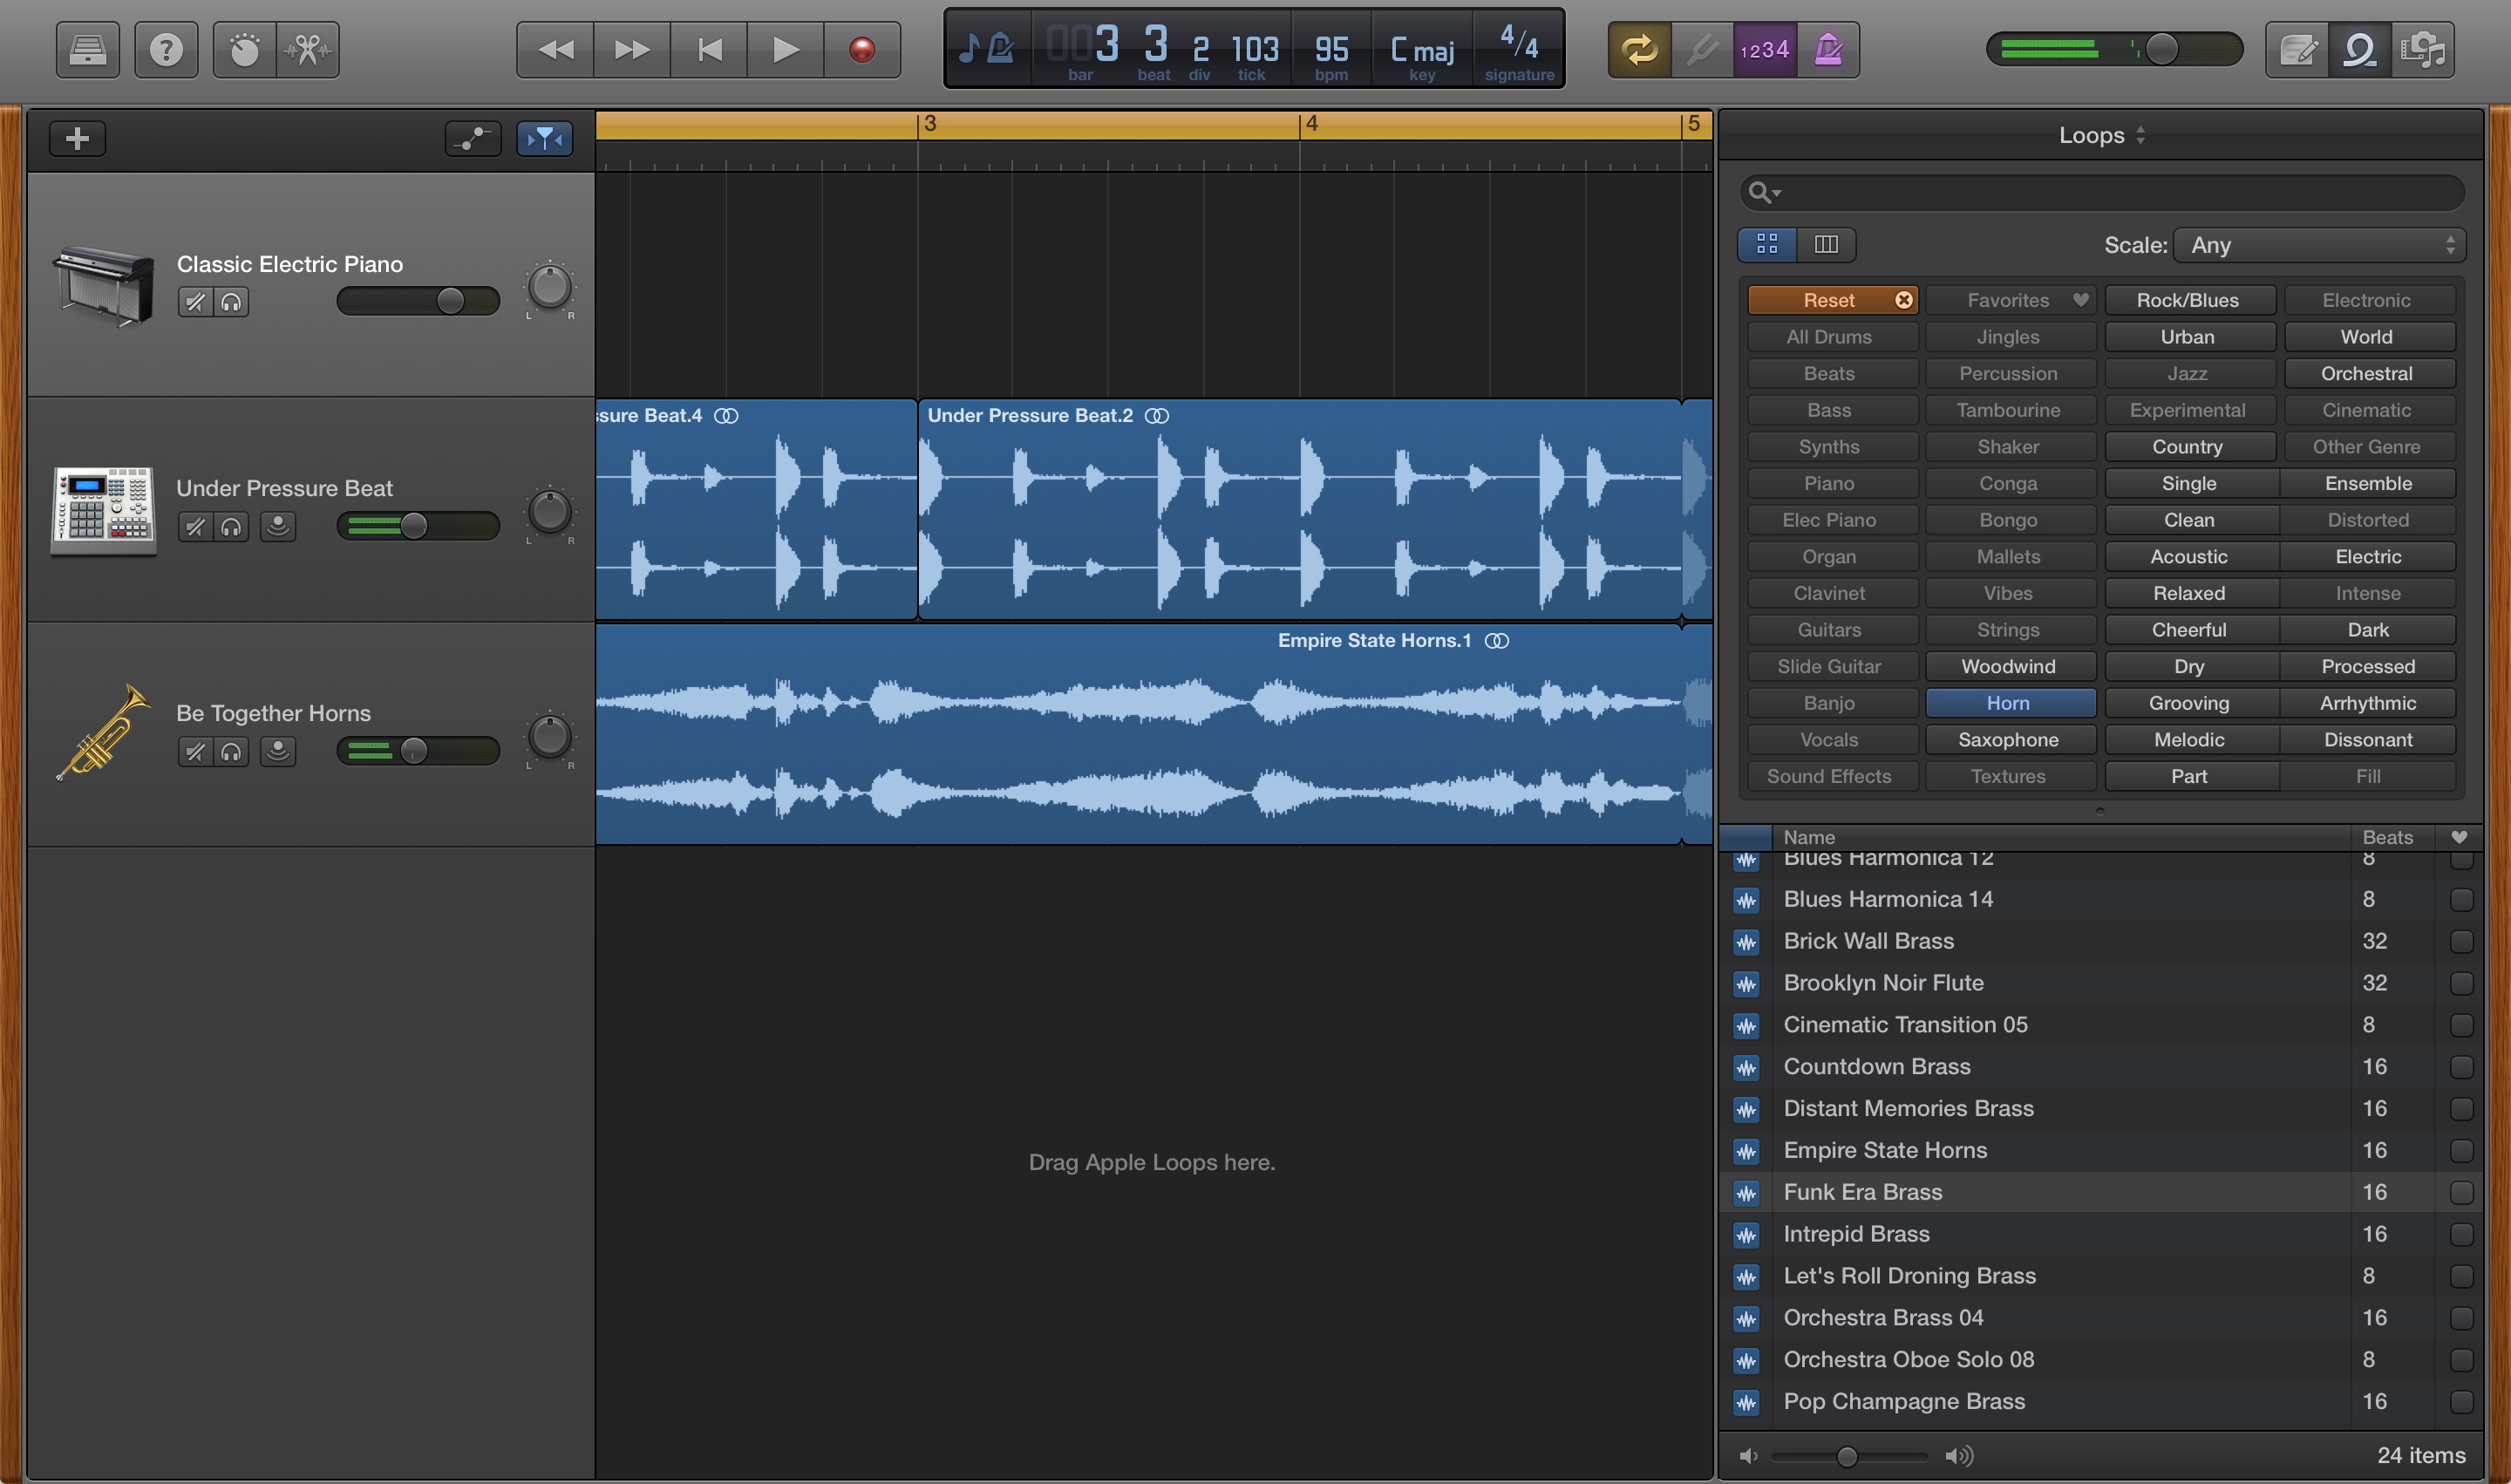 003 3 2 103 95 C maj 4/4
bar beat div tick bpm key signature
1234
3 4 5
Classic Electric Piano
L R
sure Beat.4
Under Pressure Beat.2
Under Pressure Beat
L R
Empire State Horns.1
Be Together Horns
L R
Drag Apple Loops here.
Loops
Scale: Any
Reset Favorites Rock/Blues Electronic
All Drums Jingles Urban World
Beats Percussion Jazz Orchestral
Bass Tambourine Experimental Cinematic
Synths Shaker Country Other Genre
Piano Conga Single Ensemble
Elec Piano Bongo Clean Distorted
Organ Mallets Acoustic Electric
Clavinet Vibes Relaxed Intense
Guitars Strings Cheerful Dark
Slide Guitar Woodwind Dry Processed
Banjo Horn Grooving Arrhythmic
Vocals Saxophone Melodic Dissonant
Sound Effects Textures Part Fill
Name Beats
Blues Harmonica 12 8
Blues Harmonica 14 8
Brick Wall Brass 32
Brooklyn Noir Flute 32
Cinematic Transition 05 8
Countdown Brass 16
Distant Memories Brass 16
Empire State Horns 16
Funk Era Brass 16
Intrepid Brass 16
Let's Roll Droning Brass 8
Orchestra Brass 04 16
Orchestra Oboe Solo 08 8
Pop Champagne Brass 16
24 items